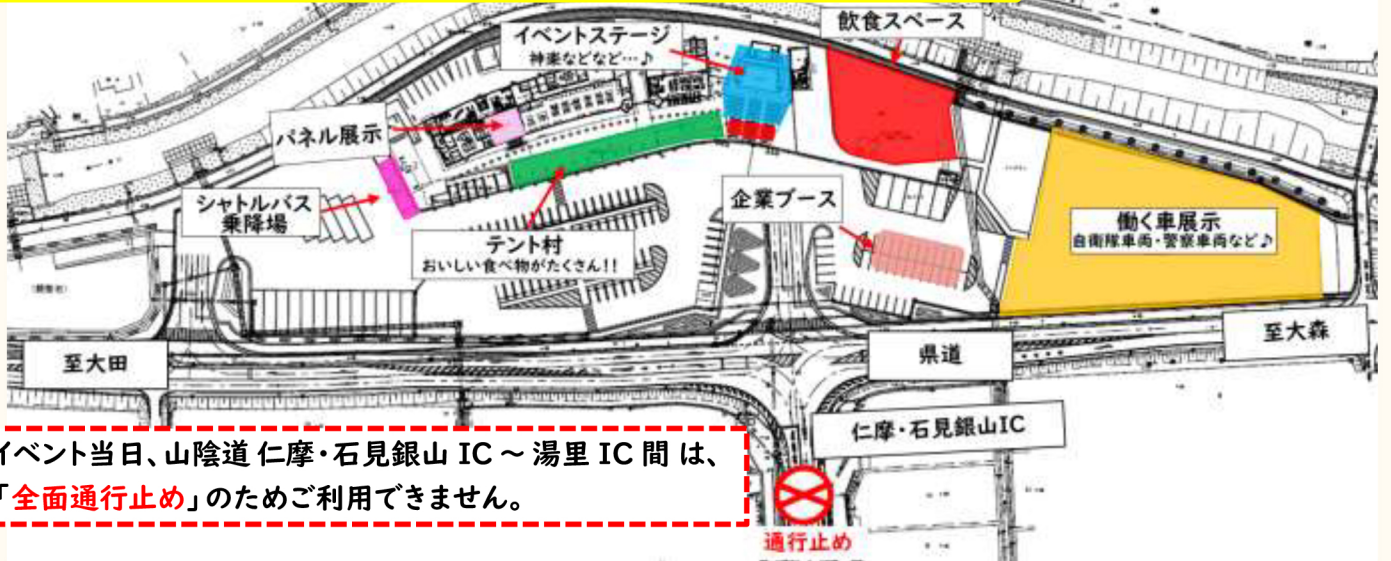 飲食スペース
イベントステージ
神楽などなど…♪
パネル展示
シャトルバス
乗降場
企業ブース
働く車展示
自衛隊車両・警察車両など♪
テント村
おいしい食べ物がたくさん!!
至大田
県道
至大森
仁摩・石見銀山IC
イベント当日、山陰道 仁摩・石見銀山 IC ～ 湯里 IC 間 は、
「全面通行止め」のためご利用できません。
通行止め